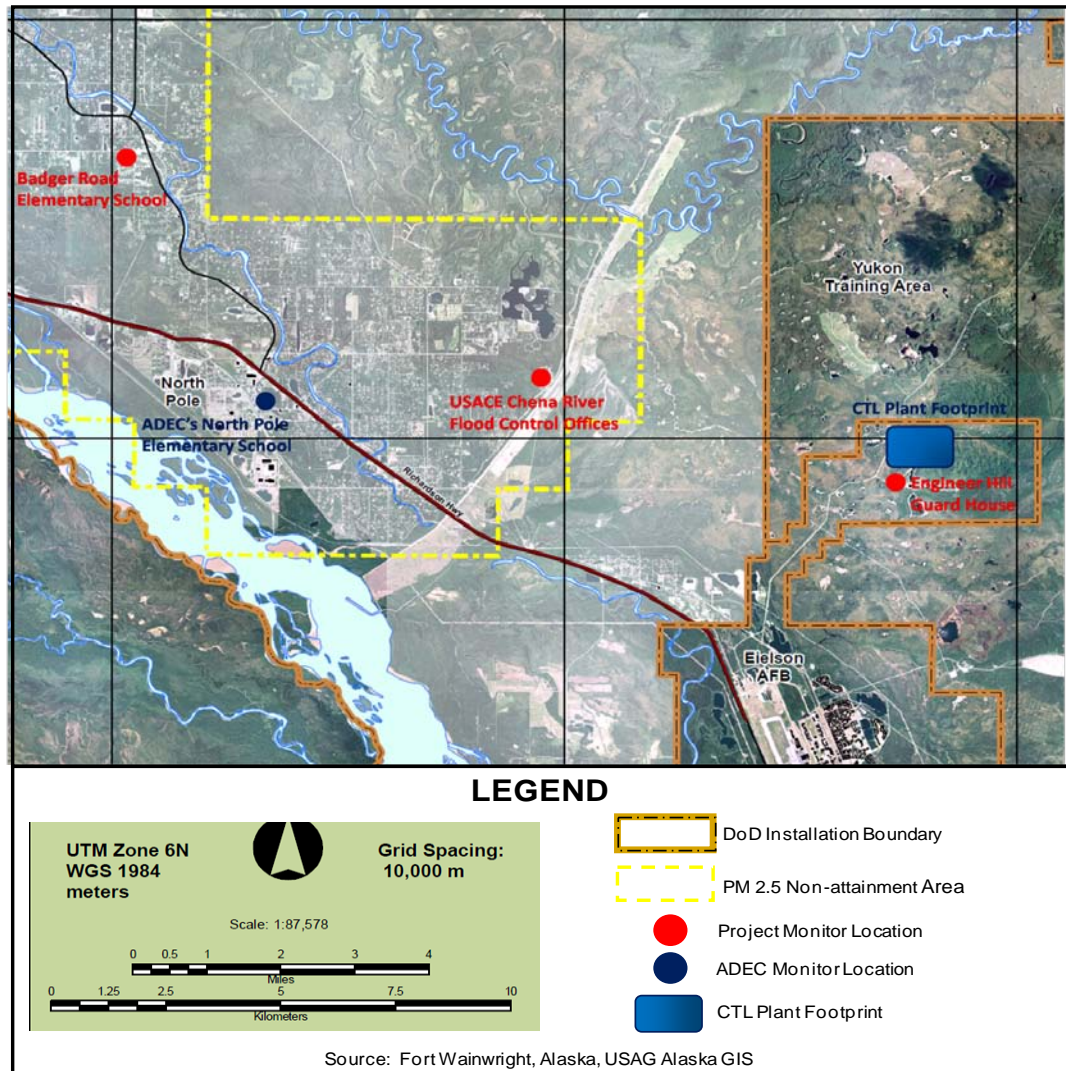 Badger Road
Elementary School
Yukon
Training Area
North
Pole
ADEC's North Pole
Elementary School
USACE Chena River
Flood Control Offices
CTL Plant Footprint
Engineer Hill
Guard House
Richardson Hwy
Eielson
AFB
LEGEND
UTM Zone 6N
WGS 1984
meters
Grid Spacing:
10,000 m
Scale: 1:87,578
0 0.5 1 2 3 4
Miles
0 1.25 2.5 5 7.5 10
Kilometers
DoD Installation Boundary
PM 2.5 Non-attainment Area
Project Monitor Location
ADEC Monitor Location
CTL Plant Footprint
Source: Fort Wainwright, Alaska, USAG Alaska GIS